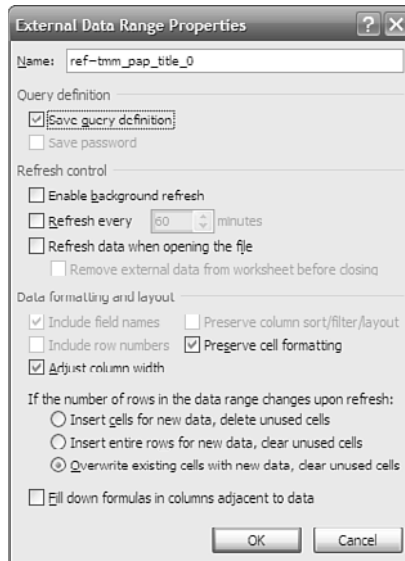 External Data Range Properties
Name: ref-tmm_pap_title_0
Query definition
Save query definition
Save password
Refresh control
Enable background refresh
Refresh every 60 minutes
Refresh data when opening the file
Remove external data from worksheet before closing
Data formatting and layout
Include field names Preserve column sort/filter/layout
Include row numbers Preserve cell formatting
Adjust column width
If the number of rows in the data range changes upon refresh:
Insert cells for new data, delete unused cells
Insert entire rows for new data, clear unused cells
Overwrite existing cells with new data, clear unused cells
Fill down formulas in columns adjacent to data
OK Cancel